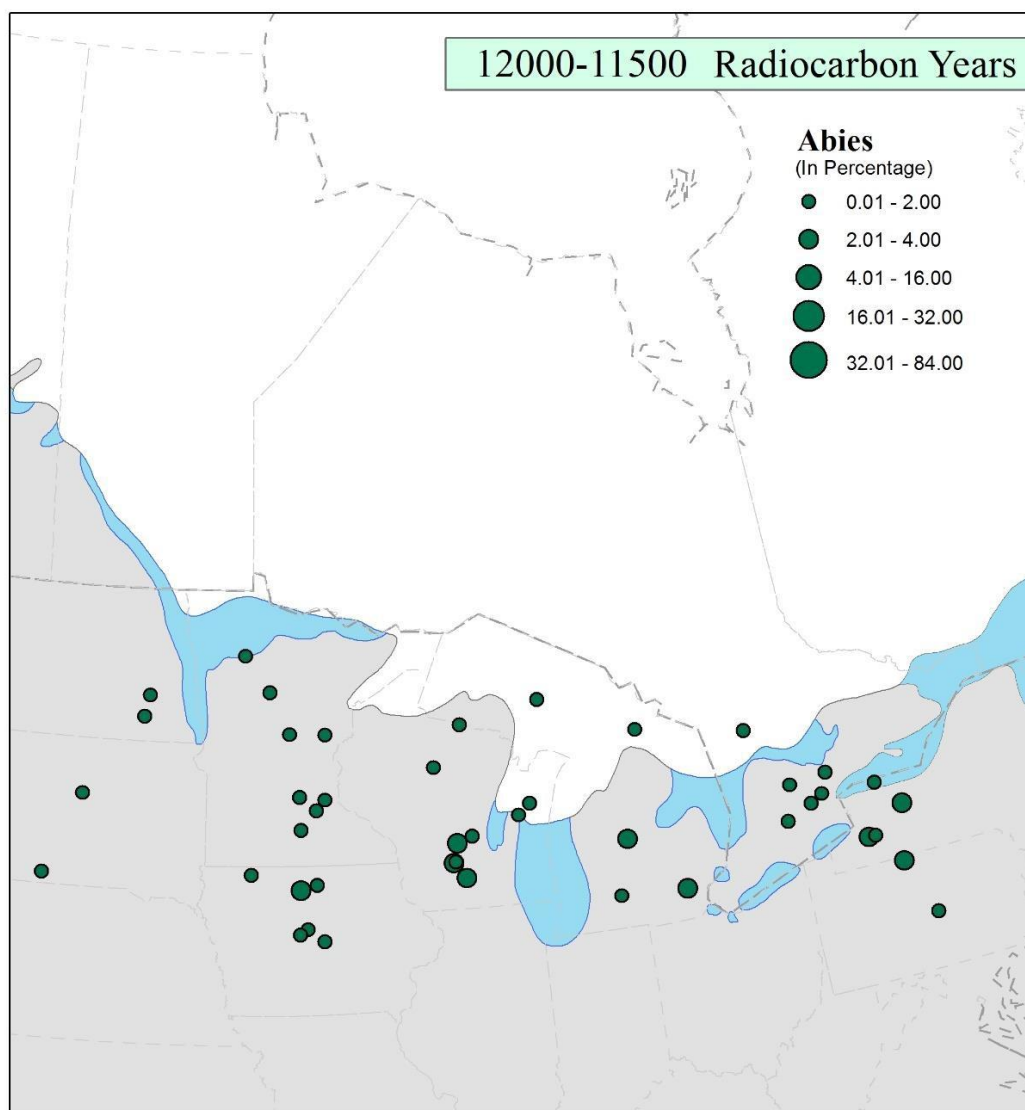 12000-11500 Radiocarbon Years
Abies
(In Percentage)
0.01 - 2.00
2.01 - 4.00
4.01 - 16.00
16.01 - 32.00
32.01 - 84.00